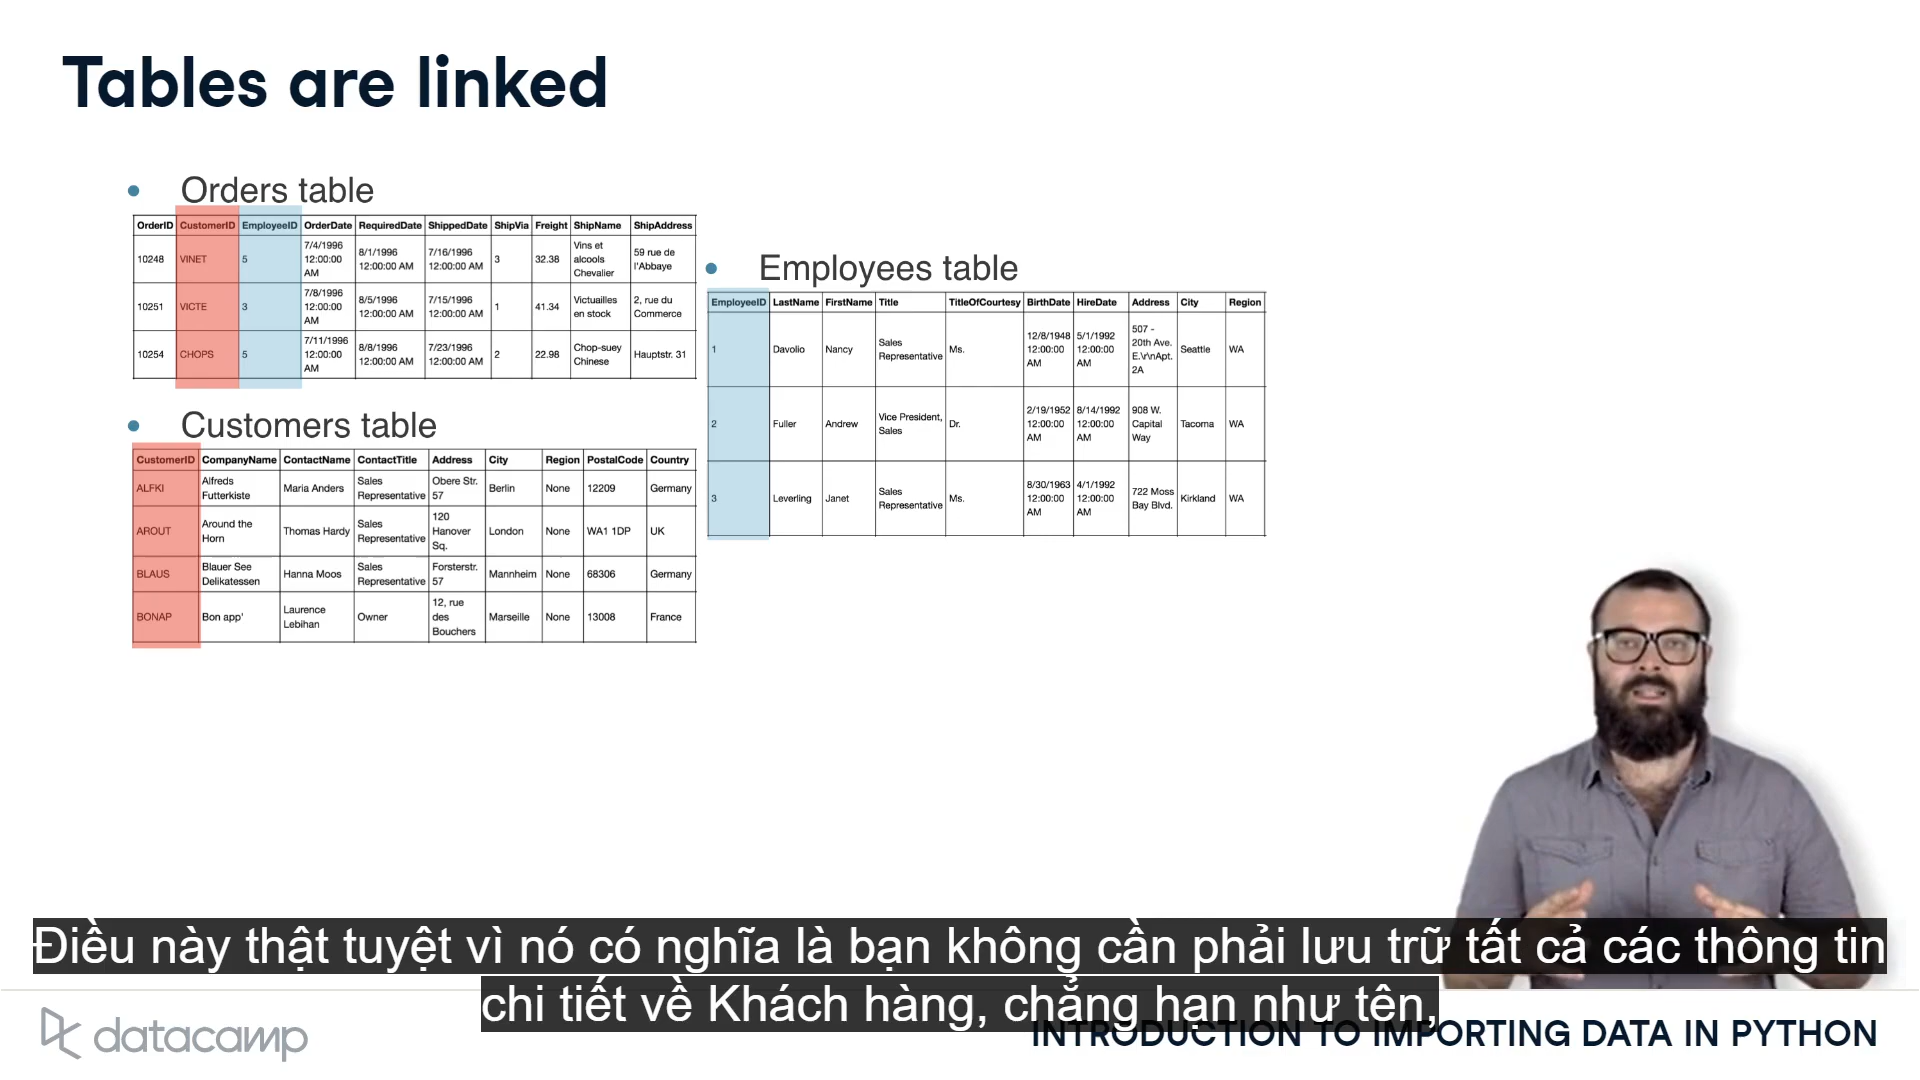 Tables are linked
Orders table
OrderID CustomerID EmployeeID OrderDate RequiredDate ShippedDate ShipVia Freight ShipName ShipAddress
10248 VINET 5 7/4/1996 12:00:00 AM 8/1/1996 12:00:00 AM 7/16/1996 12:00:00 AM 3 32.38 Vins et alcools Chevalier 59 rue de l'Abbaye
10251 VICTE 3 7/8/1996 12:00:00 AM 8/5/1996 12:00:00 AM 7/15/1996 12:00:00 AM 1 41.34 Victuailles en stock 2, rue du Commerce
10254 CHOPS 5 7/11/1996 12:00:00 AM 8/8/1996 12:00:00 AM 7/23/1996 12:00:00 AM 2 22.98 Chop-suey Chinese Hauptstr. 31
Customers table
CustomerID CompanyName ContactName ContactTitle Address City Region PostalCode Country
ALFKI Alfreds Futterkiste Maria Anders Sales Representative Obere Str. 57 Berlin None 12209 Germany
AROUT Around the Horn Thomas Hardy Sales Representative 120 Hanover Sq. London None WA1 1DP UK
BLAUS Blauer See Delikatessen Hanna Moos Sales Representative Forsterstr. 57 Mannheim None 68306 Germany
BONAP Bon app' Laurence Lebihan Owner 12, rue des Bouchers Marseille None 13008 France
Employees table
EmployeeID LastName FirstName Title TitleOfCourtesy BirthDate HireDate Address City Region
1 Davolio Nancy Sales Representative Ms. 12/8/1948 12:00:00 AM 5/1/1992 12:00:00 AM 507 - 20th Ave. E.\r\nApt. 2A Seattle WA
2 Fuller Andrew Vice President, Sales Dr. 2/19/1952 12:00:00 AM 8/14/1992 12:00:00 AM 908 W. Capital Way Tacoma WA
3 Leverling Janet Sales Representative Ms. 8/30/1963 12:00:00 AM 4/1/1992 12:00:00 AM 722 Moss Bay Blvd. Kirkland WA
Điều này thật tuyệt vì nó có nghĩa là bạn không cần phải lưu trữ tất cả các thông tin
chi tiết về Khách hàng, chẳng hạn như tên,
datacamp
INTRODUCTION TO IMPORTING DATA IN PYTHON